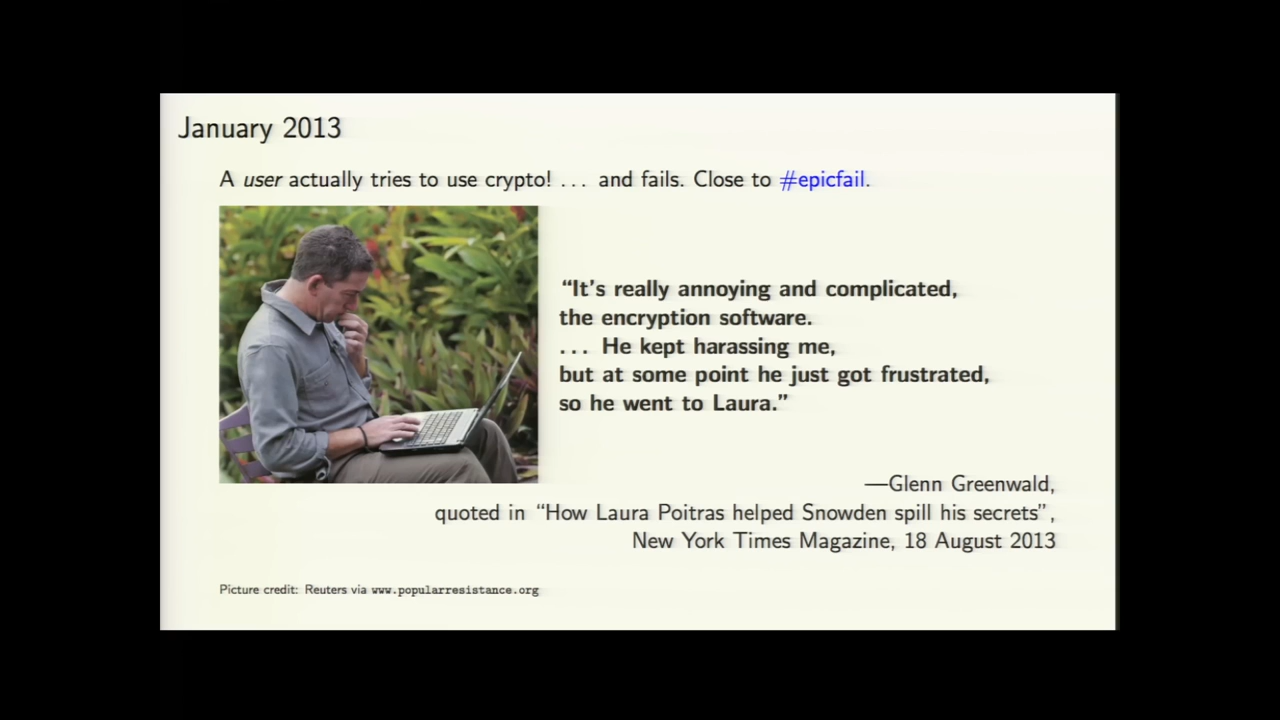 January 2013
A user actually tries to use crypto! ... and fails. Close to #epicfail.
“It's really annoying and complicated,
the encryption software.
... He kept harassing me,
but at some point he just got frustrated,
so he went to Laura.”
—Glenn Greenwald,
quoted in “How Laura Poitras helped Snowden spill his secrets”,
New York Times Magazine, 18 August 2013
Picture credit: Reuters via www.popularresistance.org